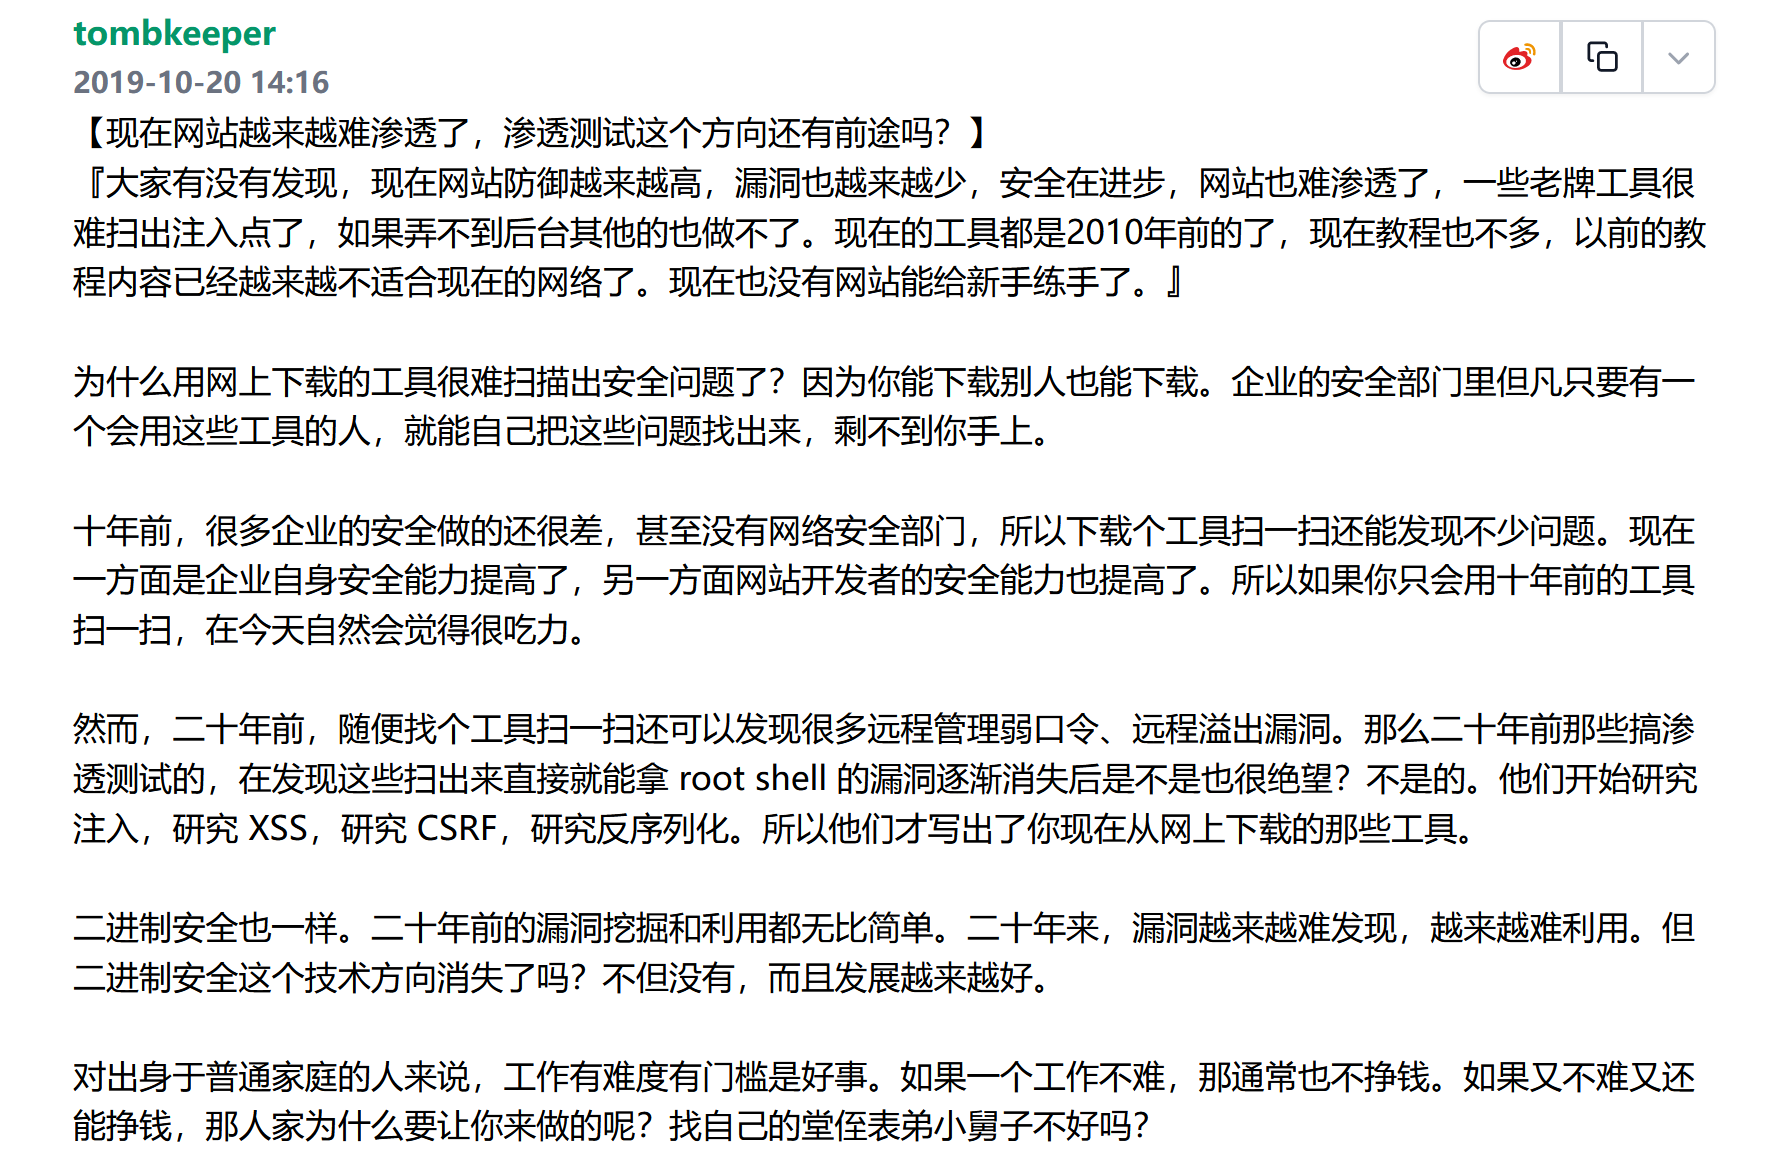 tombkeeper
2019-10-20 14:16
【现在网站越来越难渗透了，渗透测试这个方向还有前途吗？】
『大家有没有发现，现在网站防御越来越高，漏洞也越来越少，安全在进步，网站也难渗透了，一些老牌工具很
难扫出注入点了，如果弄不到后台其他的也做不了。现在的工具都是2010年前的了，现在教程也不多，以前的教
程内容已经越来越不适合现在的网络了。现在也没有网站能给新手练手了。』
为什么用网上下载的工具很难扫描出安全问题了？因为你能下载别人也能下载。企业的安全部门里但凡只要有一
个会用这些工具的人，就能自己把这些问题找出来，剩不到你手上。
十年前，很多企业的安全做的还很差，甚至没有网络安全部门，所以下载个工具扫一扫还能发现不少问题。现在
一方面是企业自身安全能力提高了，另一方面网站开发者的安全能力也提高了。所以如果你只会用十年前的工具
扫一扫，在今天自然会觉得很吃力。
然而，二十年前，随便找个工具扫一扫还可以发现很多远程管理弱口令、远程溢出漏洞。那么二十年前那些搞渗
透测试的，在发现这些扫出来直接就能拿 root shell 的漏洞逐渐消失后是不是也很绝望？不是的。他们开始研究
注入，研究 XSS，研究 CSRF，研究反序列化。所以他们才写出了你现在从网上下载的那些工具。
二进制安全也一样。二十年前的漏洞挖掘和利用都无比简单。二十年来，漏洞越来越难发现，越来越难利用。但
二进制安全这个技术方向消失了吗？不但没有，而且发展越来越好。
对出身于普通家庭的人来说，工作有难度有门槛是好事。如果一个工作不难，那通常也不挣钱。如果又不难又还
能挣钱，那人家为什么要让你来做的呢？找自己的堂侄表弟小舅子不好吗？